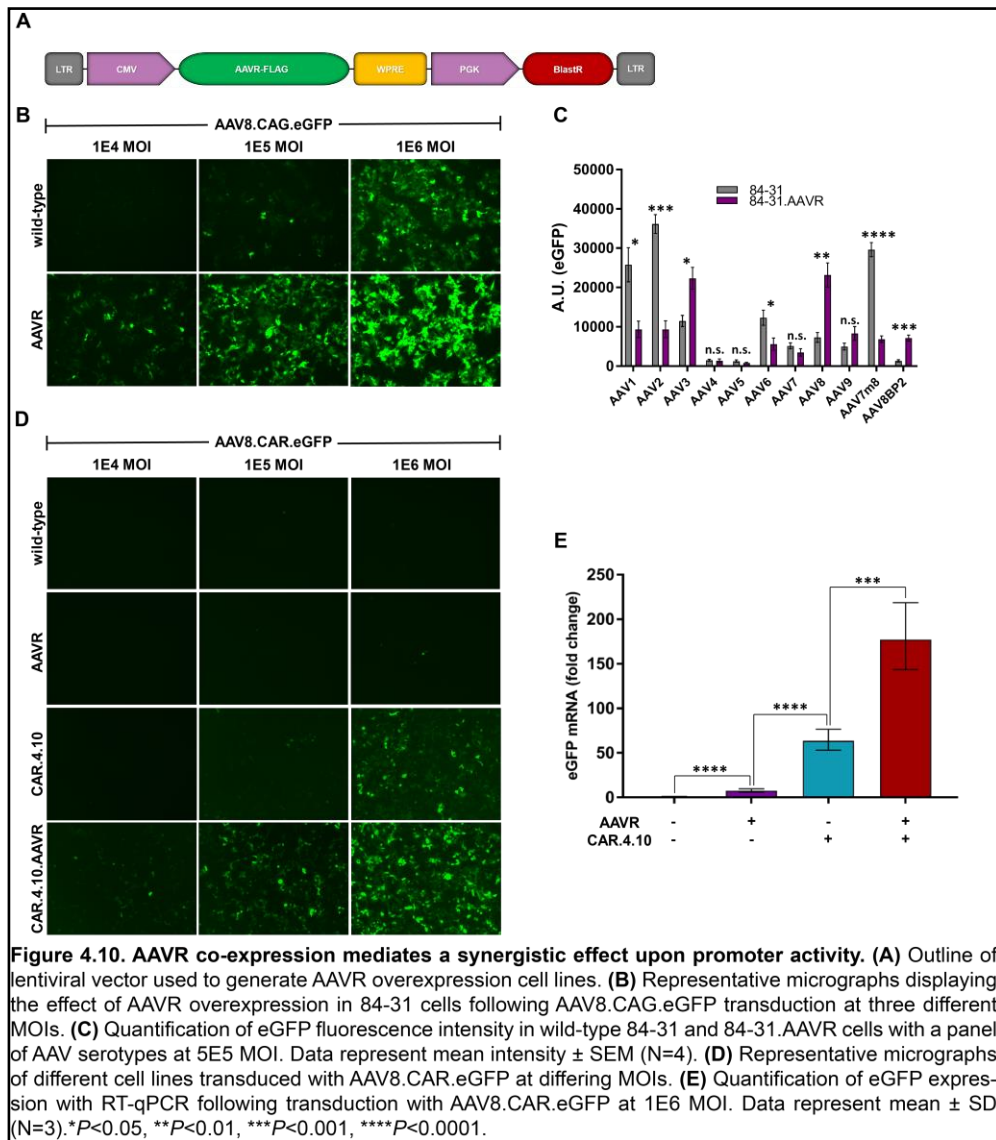 A
LTR CMV AAVR-FLAG WPRE PGK BlastR LTR
B
AAV8.CAG.eGFP
1E4 MOI 1E5 MOI 1E6 MOI
wild-type
AAVR
C
84-31
84-31.AAVR
A.U. (eGFP)
50000
40000
30000
20000
10000
0
* *** * n.s. n.s. * n.s. ** n.s. **** ***
AAV1 AAV2 AAV3 AAV4 AAV5 AAV6 AAV7 AAV8 AAV9 AAV7m8 AAV8BP2
D
AAV8.CAR.eGFP
1E4 MOI 1E5 MOI 1E6 MOI
wild-type
AAVR
CAR.4.10
CAR.4.10.AAVR
E
eGFP mRNA (fold change)
250
200
150
100
50
0
**** **** ***
AAVR - + - +
CAR.4.10 - - + +
Figure 4.10. AAVR co-expression mediates a synergistic effect upon promoter activity. (A) Outline of
lentiviral vector used to generate AAVR overexpression cell lines. (B) Representative micrographs displaying
the effect of AAVR overexpression in 84-31 cells following AAV8.CAG.eGFP transduction at three different
MOIs. (C) Quantification of eGFP fluorescence intensity in wild-type 84-31 and 84-31.AAVR cells with a panel
of AAV serotypes at 5E5 MOI. Data represent mean intensity ± SEM (N=4). (D) Representative micrographs
of different cell lines transduced with AAV8.CAR.eGFP at differing MOIs. (E) Quantification of eGFP expres-
sion with RT-qPCR following transduction with AAV8.CAR.eGFP at 1E6 MOI. Data represent mean ± SD
(N=3).*P<0.05, **P<0.01, ***P<0.001, ****P<0.0001.